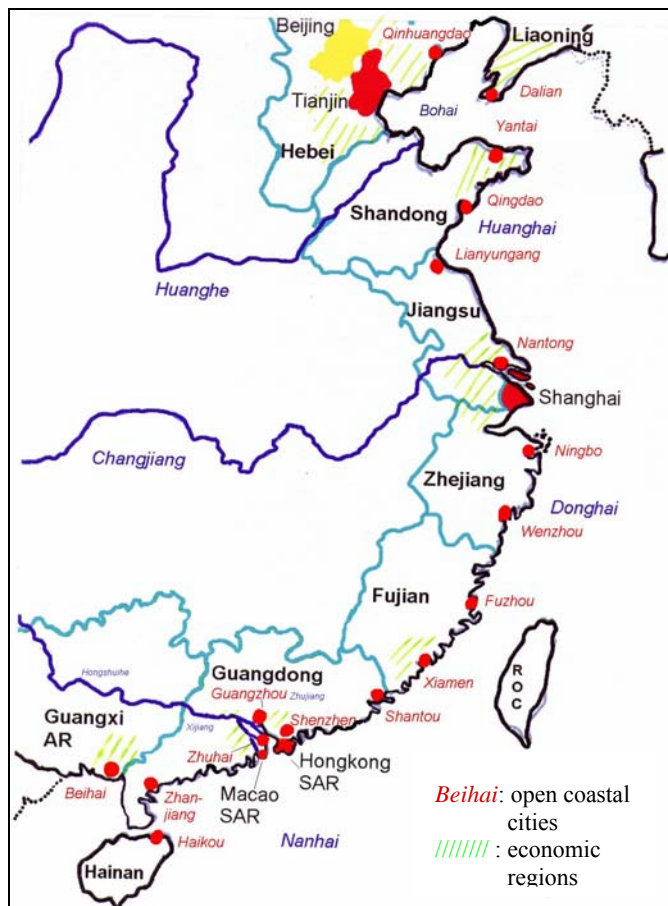 Beijing
Qinhuangdao
Liaoning
Tianjin
Bohai
Dalian
Yantai
Hebei
Shandong
Qingdao
Huanghai
Lianyungang
Huanghe
Jiangsu
Nantong
Shanghai
Changjiang
Ningbo
Zhejiang
Donghai
Wenzhou
Fujian
Fuzhou
Hongshuihe
Guangdong
Xiamen
ROC
Guangzhou
Zhujiang
Shantou
Guangxi
AR
Xijiang
Shenzhen
Zhuhai
Hongkong
SAR
Beihai
Zhan-
jiang
Macao
SAR
Haikou
Nanhai
Hainan
Beihai: open coastal
cities
//////// : economic
regions